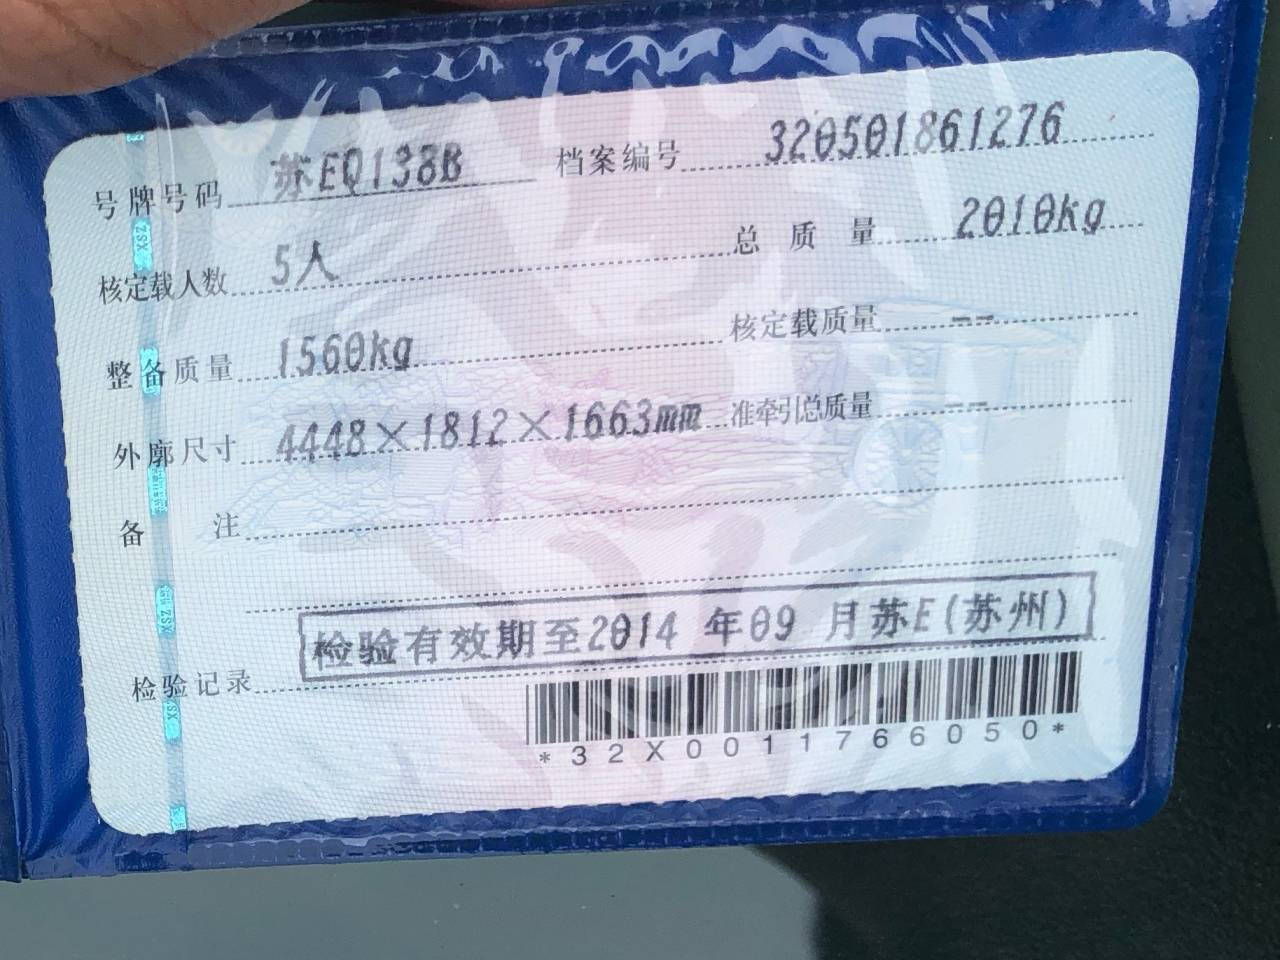 号牌号码 苏EQ138B 档案编号 320501861276
核定载人数 5人 总质量 2010kg
整备质量 1560kg 核定载质量 --
外廓尺寸 4448×1812×1663mm 准牵引总质量 --
备注
检验有效期至2014 年09 月苏E(苏州)
检验记录
*32X0011766050*
XSZ
XSZ
XSZ